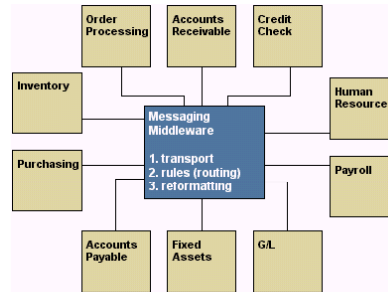 Order
Processing
Accounts
Receivable
Credit
Check
Inventory
Messaging
Middleware
1. transport
2. rules (routing)
3. reformatting
Human
Resource
Purchasing
Payroll
Accounts
Payable
Fixed
Assets
G/L